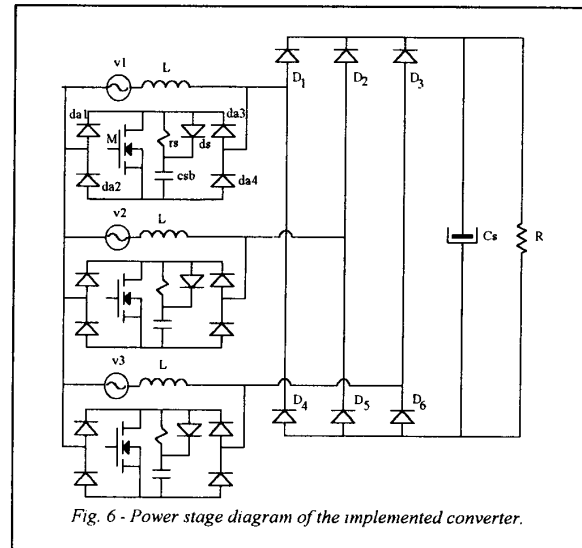 v1
L
D1
D2
D3
da1
M
rs
ds
da3
da2
csb
da4
v2
L
Cs
R
v3
L
D4
D5
D6
Fig. 6 - Power stage diagram of the implemented converter.